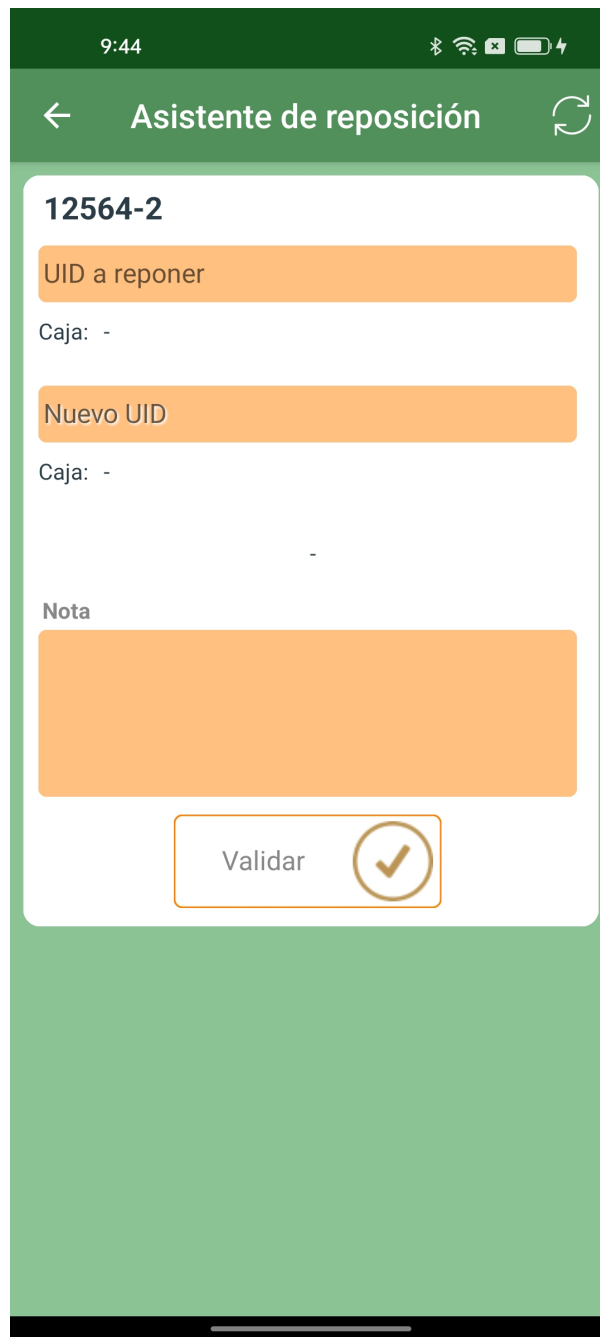 9:44
Asistente de reposición
12564-2
UID a reponer
Caja: -
Nuevo UID
Caja: -
-
Nota
Validar